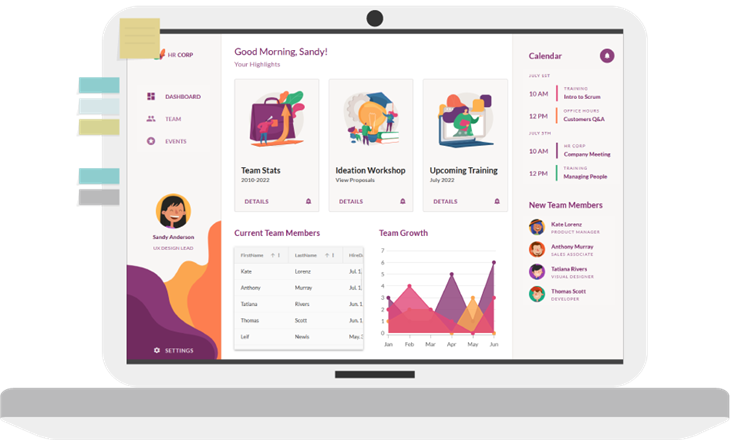 HR CORP
DASHBOARD
TEAM
EVENTS
Sandy Anderson
UX DESIGN LEAD
SETTINGS
Good Morning, Sandy!
Your Highlights
Team Stats
2010-2022
DETAILS
Ideation Workshop
View Proposals
DETAILS
Upcoming Training
July 2022
DETAILS
Current Team Members
FirstName LastName HireD
Kate Lorenz Jul, 1
Anthony Murray Jul, 1
Tatiana Rivers Jun, 1
Thomas Scott Jun, 1
Leif Newis May, 3
Team Growth
7
6
5
4
3
2
1
0
Jan Feb Mar Apr May Jun
Calendar
JULY 1ST
10 AM
TRAINING
Intro to Scrum
12 PM
OFFICE HOURS
Customers Q&A
JULY 5TH
10 AM
HR CORP
Company Meeting
12 PM
TRAINING
Managing People
New Team Members
Kate Lorenz
PRODUCT MANAGER
Anthony Murray
SALES ASSOCIATE
Tatiana Rivers
VISUAL DESIGNER
Thomas Scott
DEVELOPER